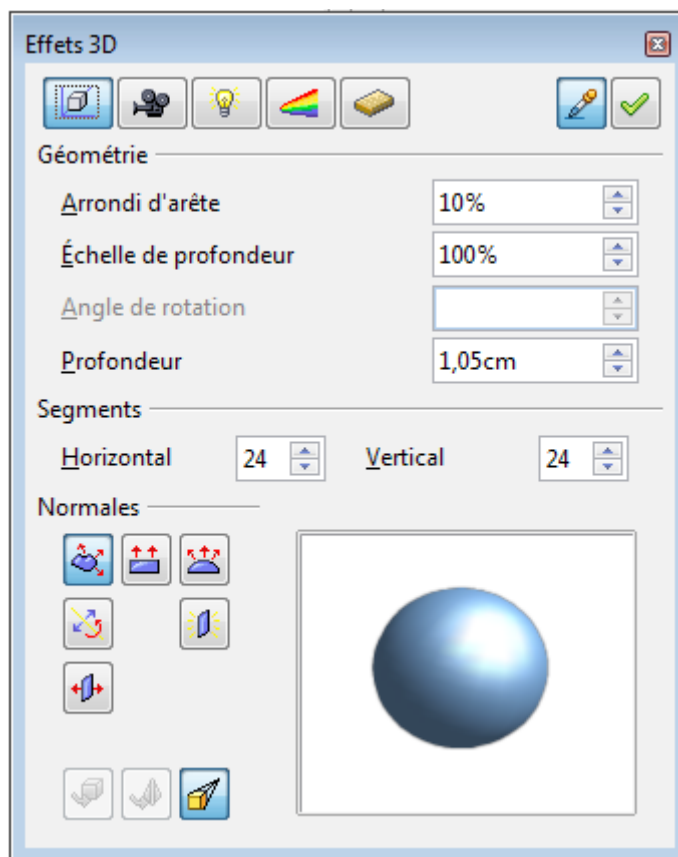 Effets 3D
Géométrie
Arrondi d'arête 10%
Échelle de profondeur 100%
Angle de rotation
Profondeur 1,05cm
Segments
Horizontal 24 Vertical 24
Normales